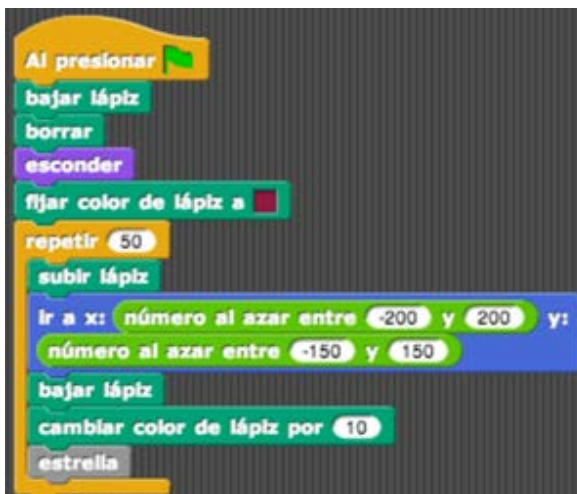 Al presionar
bajar lápiz
borrar
esconder
fijar color de lápiz a
repetir 50
subir lápiz
ir a x: número al azar entre -200 y 200 y:
número al azar entre -150 y 150
bajar lápiz
cambiar color de lápiz por 10
estrella